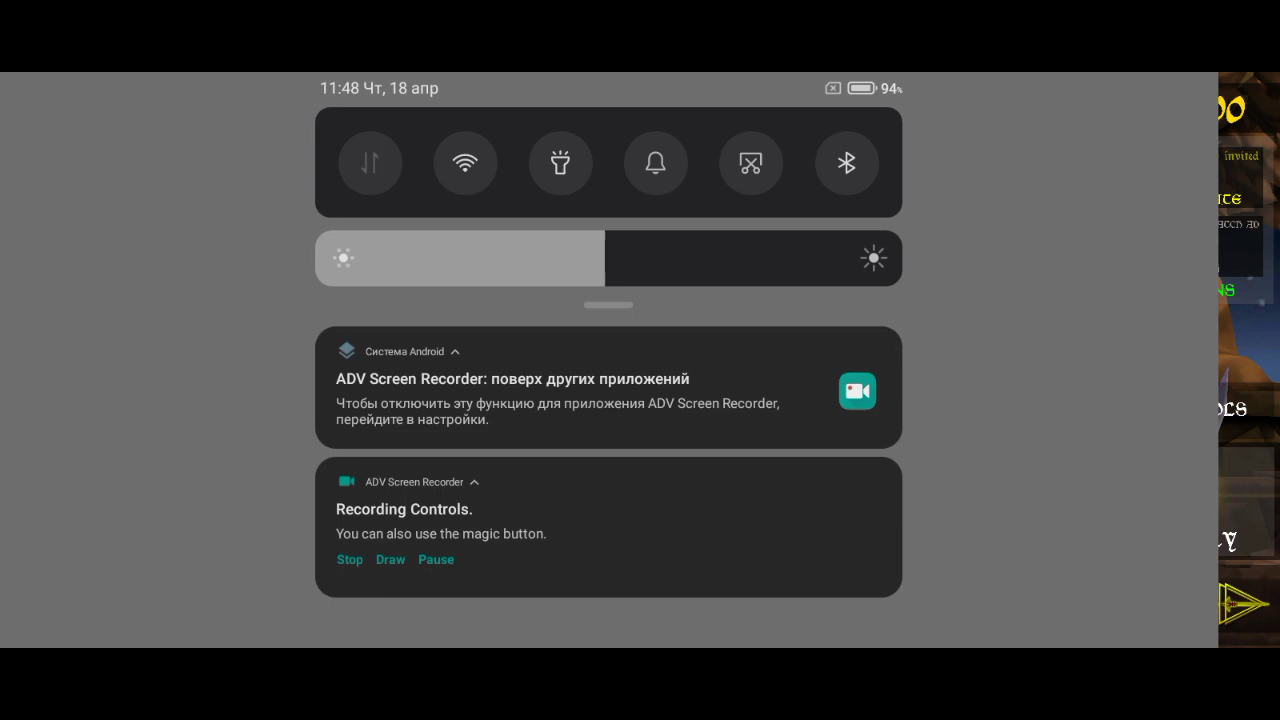 11:48 Чт, 18 апр
94%
Система Android
ADV Screen Recorder: поверх других приложений
Чтобы отключить эту функцию для приложения ADV Screen Recorder,
перейдите в настройки.
ADV Screen Recorder
Recording Controls.
You can also use the magic button.
Stop Draw Pause
invited